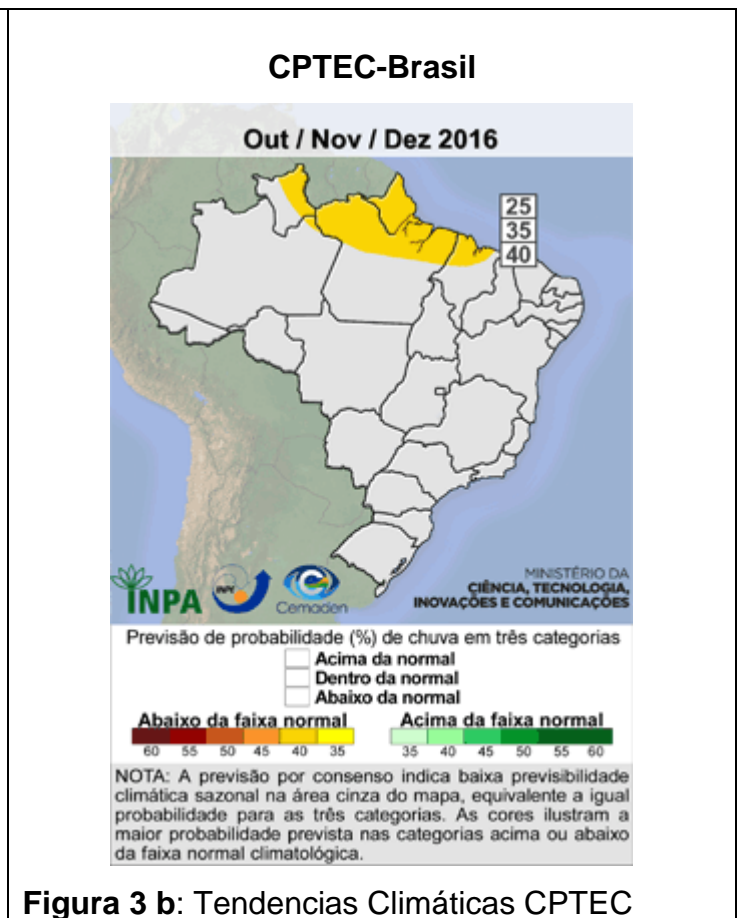 CPTEC-Brasil
Out / Nov / Dez 2016
25
35
40
INPA
INPE
Cemaden
MINISTÉRIO DA
CIÊNCIA, TECNOLOGIA,
INOVAÇÕES E COMUNICAÇÕES
Previsão de probabilidade (%) de chuva em três categorias
Acima da normal
Dentro da normal
Abaixo da normal
Abaixo da faixa normal
Acima da faixa normal
60 55 50 45 40 35
35 40 45 50 55 60
NOTA: A previsão por consenso indica baixa previsibilidade
climática sazonal na área cinza do mapa, equivalente a igual
probabilidade para as três categorias. As cores ilustram a
maior probabilidade prevista nas categorias acima ou abaixo
da faixa normal climatológica.
Figura 3 b: Tendencias Climáticas CPTEC